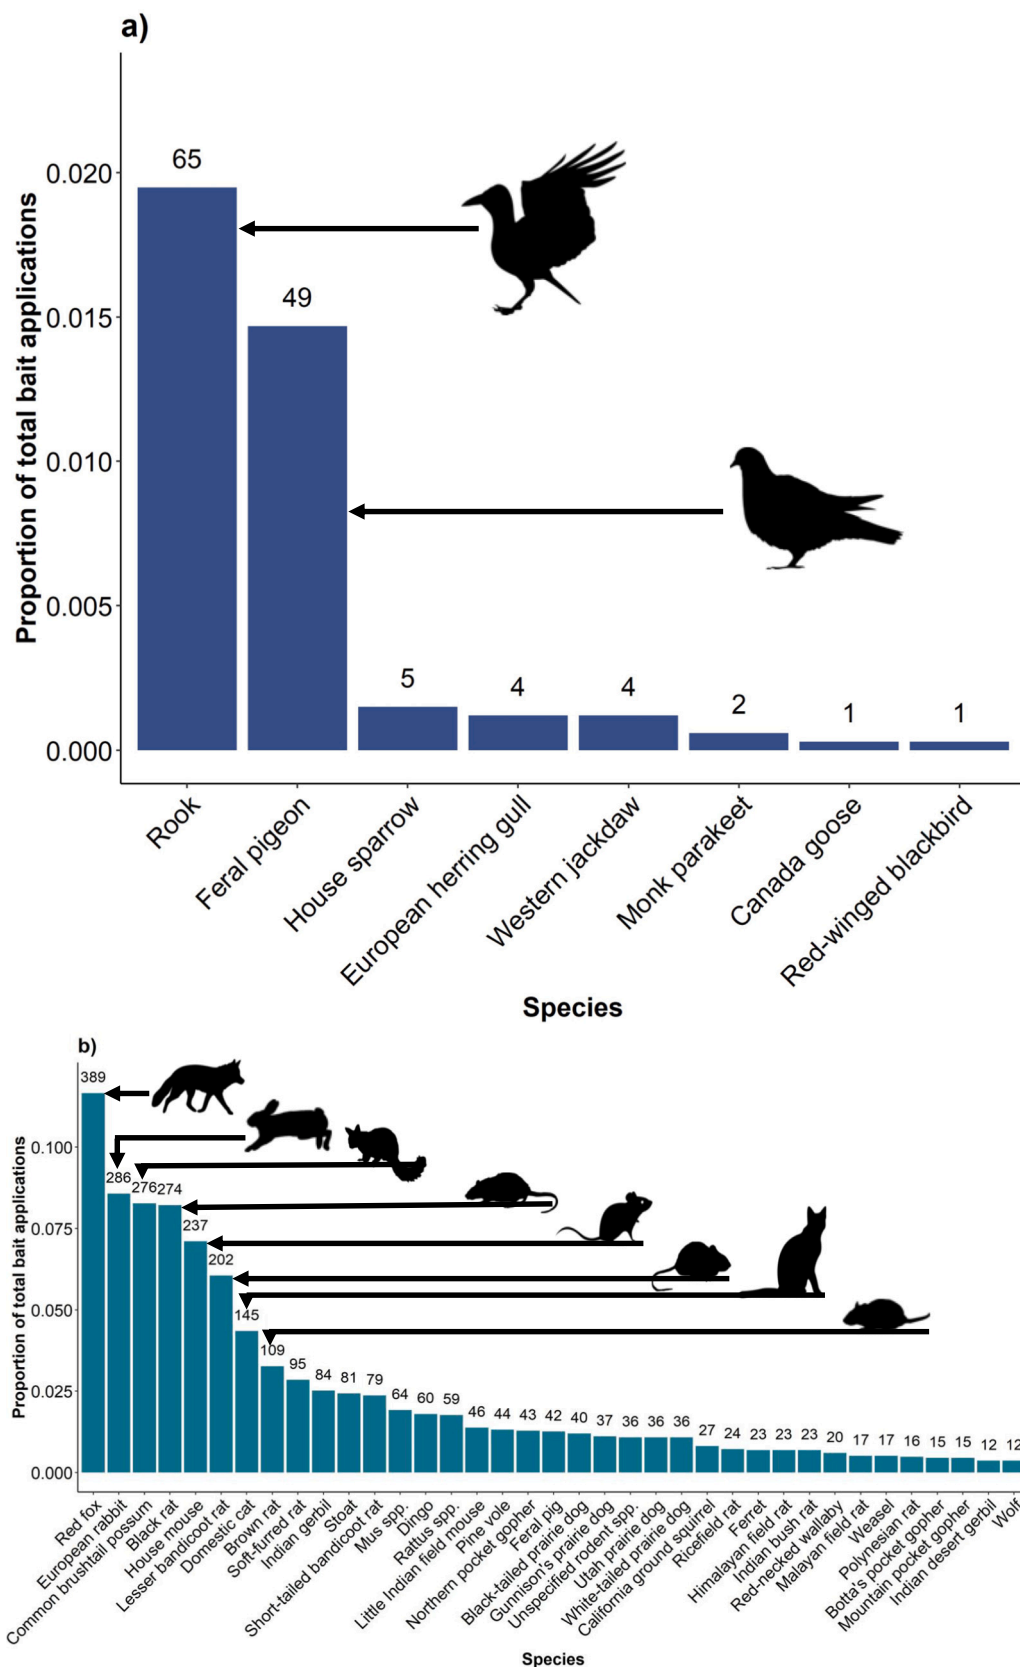 a)
Proportion of total bait applications
0.020
0.015
0.010
0.005
0.000
65
49
5
4
4
2
1
1
Rook
Feral pigeon
House sparrow
European herring gull
Western jackdaw
Monk parakeet
Canada goose
Red-winged blackbird
Species
b)
Proportion of total bait applications
0.100
0.075
0.050
0.025
0.000
389
286
276
274
237
202
145
109
95
84
81
79
64
60
59
46
44
43
42
40
37
36
36
36
27
24
23
23
23
20
17
17
16
15
15
12
12
Red fox
European rabbit
Common brushtail possum
Black rat
House mouse
Lesser bandicoot rat
Domestic cat
Brown rat
Soft-furred rat
Indian gerbil
Stoat
Short-tailed bandicoot rat
Mus spp.
Dingo
Rattus spp.
Little Indian field mouse
Pine vole
Northern pocket gopher
Feral pig
Black-tailed prairie dog
Gunnison's prairie dog
Unspecified rodent spp.
Utah prairie dog
White-tailed prairie dog
California ground squirrel
Ricefield rat
Ferret
Himalayan field rat
Indian bush rat
Red-necked wallaby
Malayan field rat
Weasel
Polynesian rat
Botta's pocket gopher
Mountain pocket gopher
Indian desert gerbil
Wolf
Species